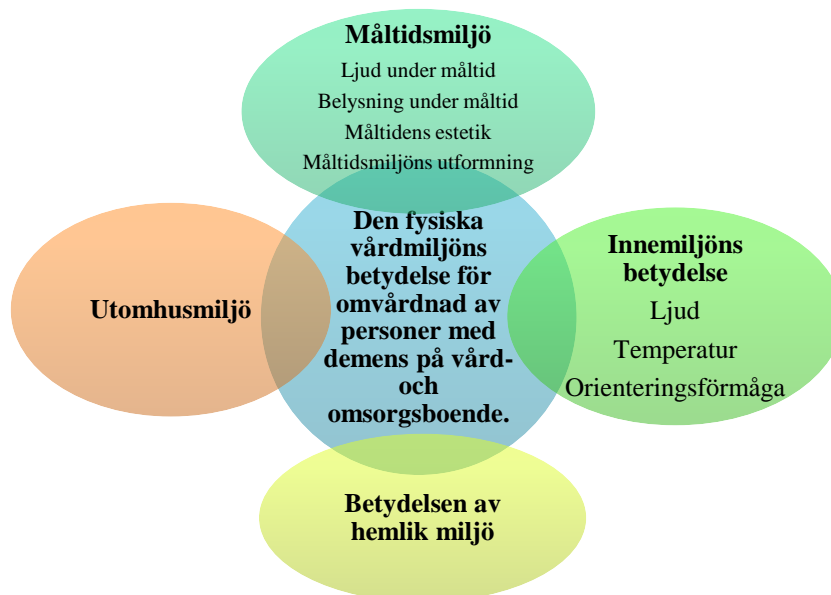 Måltidsmiljö
Ljud under måltid
Belysning under måltid
Måltidens estetik
Måltidsmiljöns utformning
Den fysiska
vårdmiljöns
betydelse för
omvårdnad av
personer med
demens på vård-
och
omsorgsboende.
Utomhusmiljö
Innemiljöns
betydelse
Ljud
Temperatur
Orienteringsförmåga
Betydelsen av
hemlik miljö